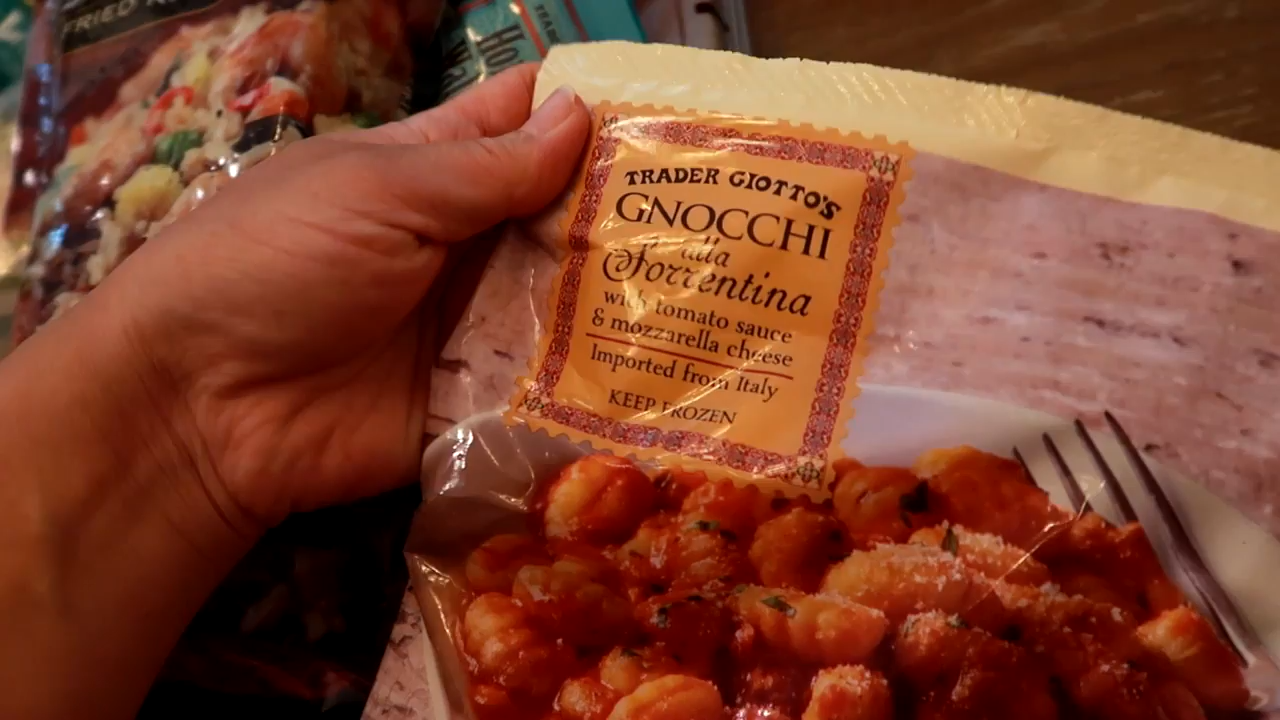 FRIED
TRADER GIOTTO'S
GNOCCHI
alla
Sorrentina
with tomato sauce
& mozzarella cheese
Imported from Italy
KEEP FROZEN